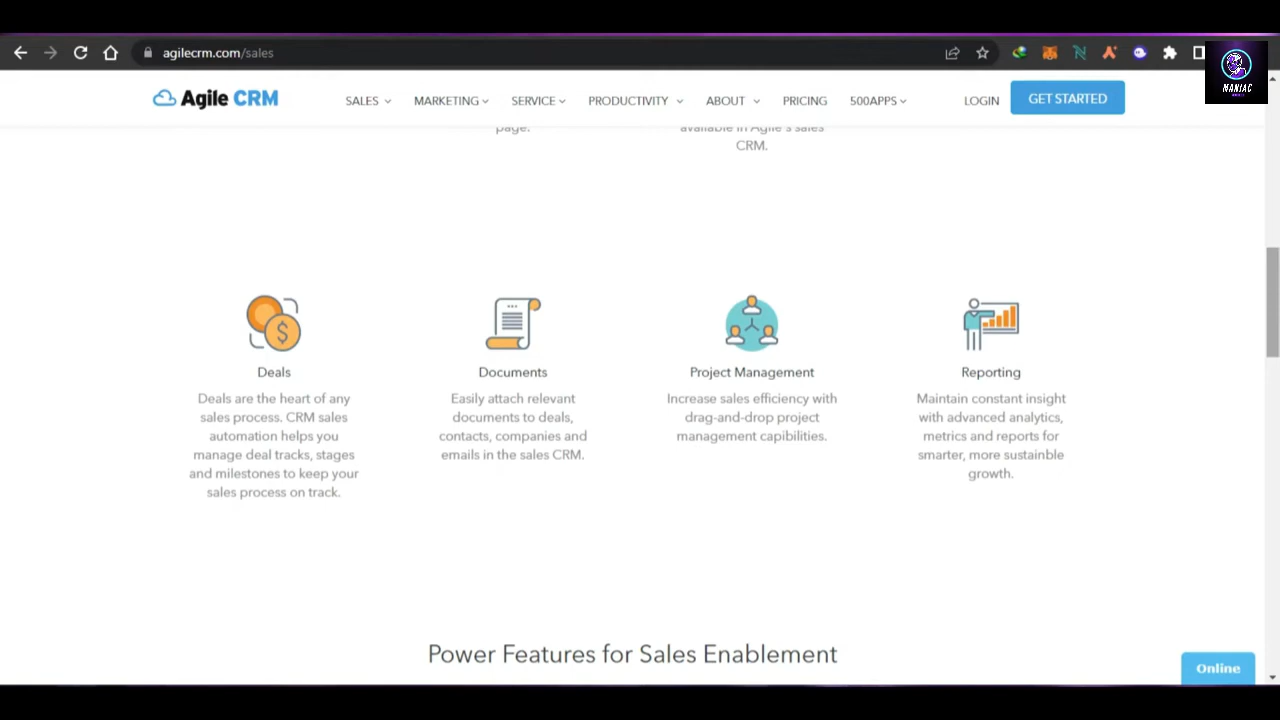 agilecrm.com/sales
MANIAC
Agile CRM
SALES
MARKETING
SERVICE
PRODUCTIVITY
ABOUT
PRICING
500APPS
LOGIN
GET STARTED
page.
available in Agile's sales
CRM.
$
Deals
Deals are the heart of any
sales process. CRM sales
automation helps you
manage deal tracks, stages
and milestones to keep your
sales process on track.
Documents
Easily attach relevant
documents to deals,
contacts, companies and
emails in the sales CRM.
Project Management
Increase sales efficiency with
drag-and-drop project
management capibilities.
Reporting
Maintain constant insight
with advanced analytics,
metrics and reports for
smarter, more sustainble
growth.
Power Features for Sales Enablement
Online